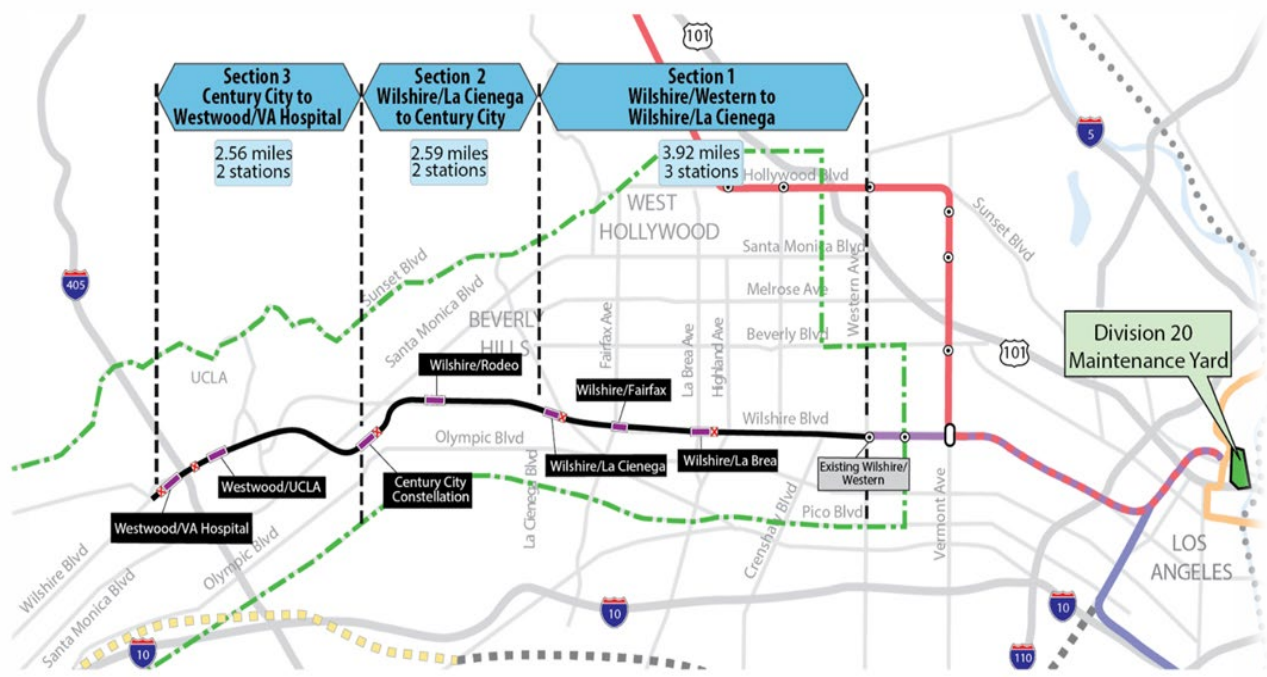 101
Section 3
Century City to
Westwood/VA Hospital
Section 2
Wilshire/La Cienega
to Century City
Section 1
Wilshire/Western to
Wilshire/La Cienega
2.56 miles
2 stations
2.59 miles
2 stations
3.92 miles
3 stations
5
Hollywood Blvd
WEST
HOLLYWOOD
Sunset Blvd
Santa Monica Blvd
Sunset Blvd
405
Santa Monica Blvd
Melrose Ave
Western Ave
BEVERLY
HILLS
Fairfax Ave
La Brea Ave
Highland Ave
Beverly Blvd
101
Division 20
Maintenance Yard
UCLA
Wilshire/Rodeo
Wilshire/Fairfax
Wilshire Blvd
Olympic Blvd
Wilshire/La Cienega
Wilshire/La Brea
Existing Wilshire/
Western
Westwood/UCLA
Century City
Constellation
La Cienega Blvd
Westwood/VA Hospital
Pico Blvd
Crenshaw Blvd
Vermont Ave
Olympic Blvd
Wilshire Blvd
Santa Monica Blvd
LOS
ANGELES
10
10
10
110